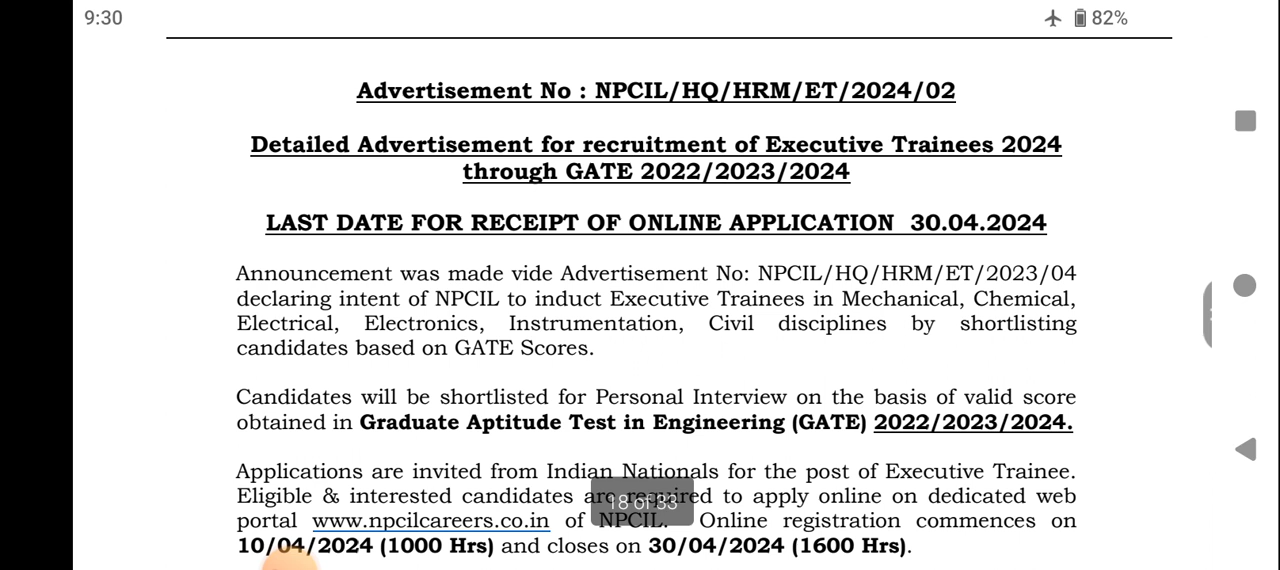 9:30
82%
Advertisement No : NPCIL/HQ/HRM/ET/2024/02
Detailed Advertisement for recruitment of Executive Trainees 2024
through GATE 2022/2023/2024
LAST DATE FOR RECEIPT OF ONLINE APPLICATION 30.04.2024
Announcement was made vide Advertisement No: NPCIL/HQ/HRM/ET/2023/04
declaring intent of NPCIL to induct Executive Trainees in Mechanical, Chemical,
Electrical, Electronics, Instrumentation, Civil disciplines by shortlisting
candidates based on GATE Scores.
Candidates will be shortlisted for Personal Interview on the basis of valid score
obtained in Graduate Aptitude Test in Engineering (GATE) 2022/2023/2024.
Applications are invited from Indian Nationals for the post of Executive Trainee.
Eligible & interested candidates are required to apply online on dedicated web
18 of 33
portal www.npcilcareers.co.in of NPCIL. Online registration commences on
10/04/2024 (1000 Hrs) and closes on 30/04/2024 (1600 Hrs).